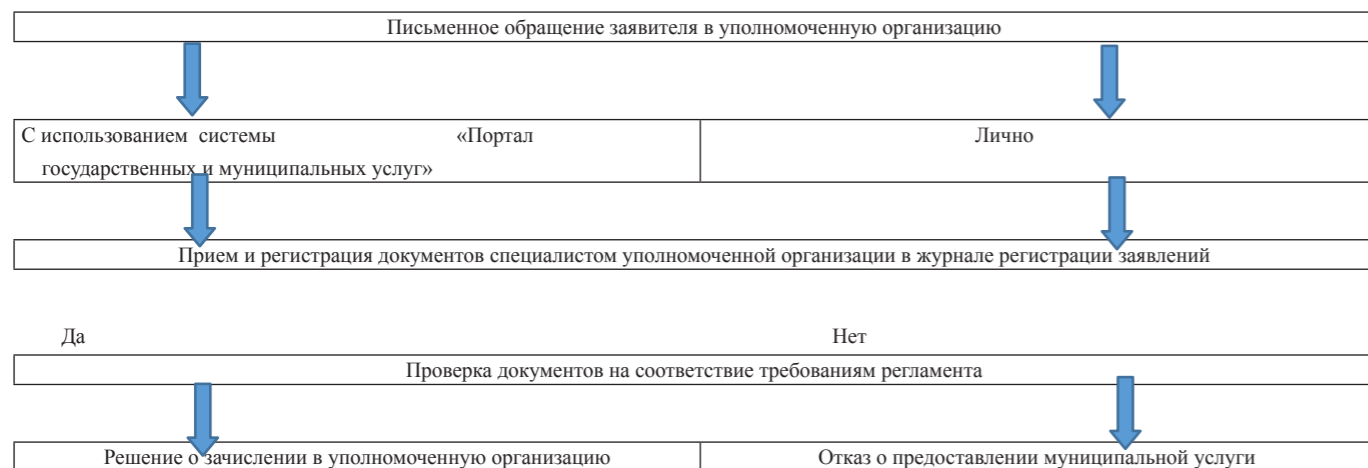 Письменное обращение заявителя в уполномоченную организацию
С использованием системы «Портал
государственных и муниципальных услуг»
Лично
Прием и регистрация документов специалистом уполномоченной организации в журнале регистрации заявлений
Да Нет
Проверка документов на соответствие требованиям регламента
Решение о зачислении в уполномоченную организацию
Отказ о предоставлении муниципальной услуги